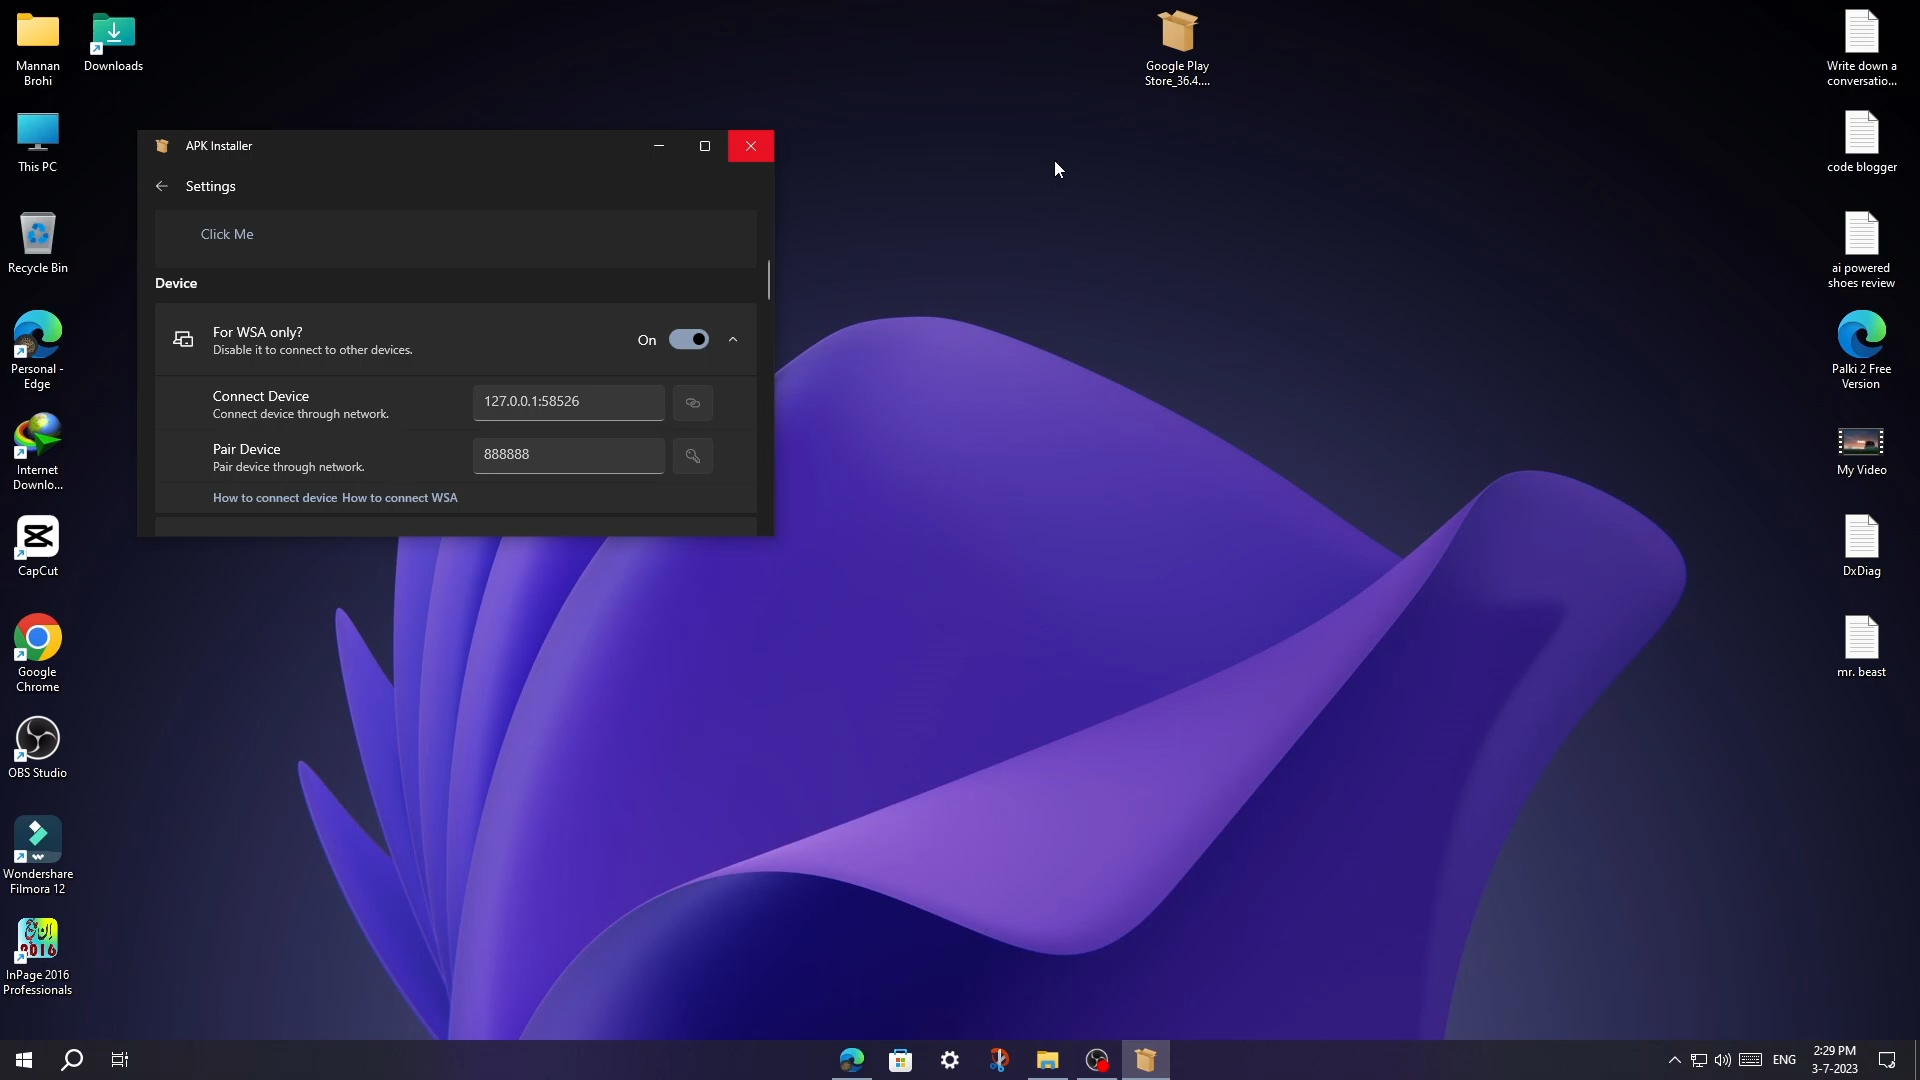 Mannan
Brohi
Downloads
This PC
Recycle Bin
Personal -
Edge
Internet
Downlo...
CapCut
Google
Chrome
OBS Studio
Wondershare
Filmora 12
2016
InPage 2016
Professionals
APK Installer
Settings
Click Me
Device
For WSA only?
Disable it to connect to other devices.
On
Connect Device
Connect device through network.
127.0.0.1:58526
Pair Device
Pair device through network.
888888
How to connect device How to connect WSA
Google Play
Store_36.4....
Write down a
conversatio...
code blogger
ai powered
shoes review
Palki 2 Free
Version
My Video
DxDiag
mr. beast
ENG
2:29 PM
3-7-2023